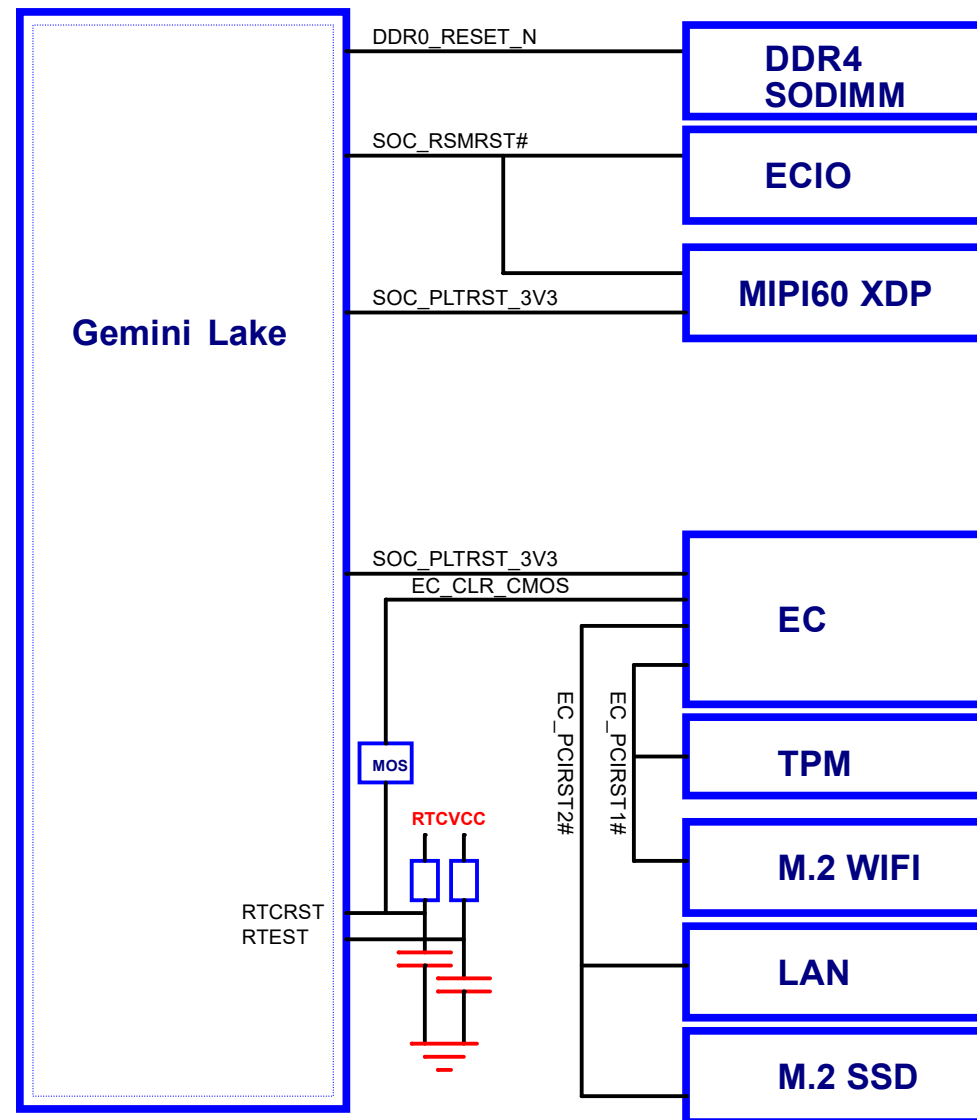 DDR0_RESET_N
DDR4
SODIMM
SOC_RSMRST#
ECIO
SOC_PLTRST_3V3
MIPI60 XDP
Gemini Lake
SOC_PLTRST_3V3
EC_CLR_CMOS
EC
EC_PCIRST2#
EC_PCIRST1#
MOS
TPM
RTCVCC
M.2 WIFI
RTCRST
RTEST
LAN
M.2 SSD